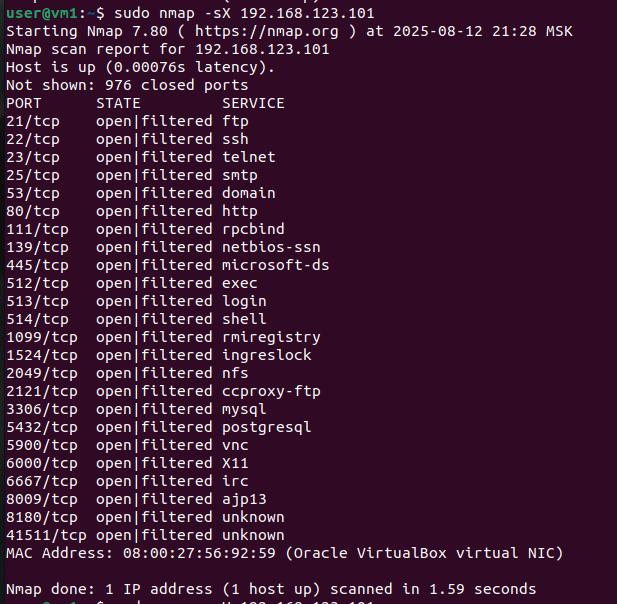 user@vm1:~$ sudo nmap -sX 192.168.123.101
Starting Nmap 7.80 ( https://nmap.org ) at 2025-08-12 21:28 MSK
Nmap scan report for 192.168.123.101
Host is up (0.00076s latency).
Not shown: 976 closed ports
PORT      STATE         SERVICE
21/tcp    open|filtered ftp
22/tcp    open|filtered ssh
23/tcp    open|filtered telnet
25/tcp    open|filtered smtp
53/tcp    open|filtered domain
80/tcp    open|filtered http
111/tcp   open|filtered rpcbind
139/tcp   open|filtered netbios-ssn
445/tcp   open|filtered microsoft-ds
512/tcp   open|filtered exec
513/tcp   open|filtered login
514/tcp   open|filtered shell
1099/tcp  open|filtered rmiregistry
1524/tcp  open|filtered ingreslock
2049/tcp  open|filtered nfs
2121/tcp  open|filtered ccproxy-ftp
3306/tcp  open|filtered mysql
5432/tcp  open|filtered postgresql
5900/tcp  open|filtered vnc
6000/tcp  open|filtered X11
6667/tcp  open|filtered irc
8009/tcp  open|filtered ajp13
8180/tcp  open|filtered unknown
41511/tcp open|filtered unknown
MAC Address: 08:00:27:56:92:59 (Oracle VirtualBox virtual NIC)
Nmap done: 1 IP address (1 host up) scanned in 1.59 seconds